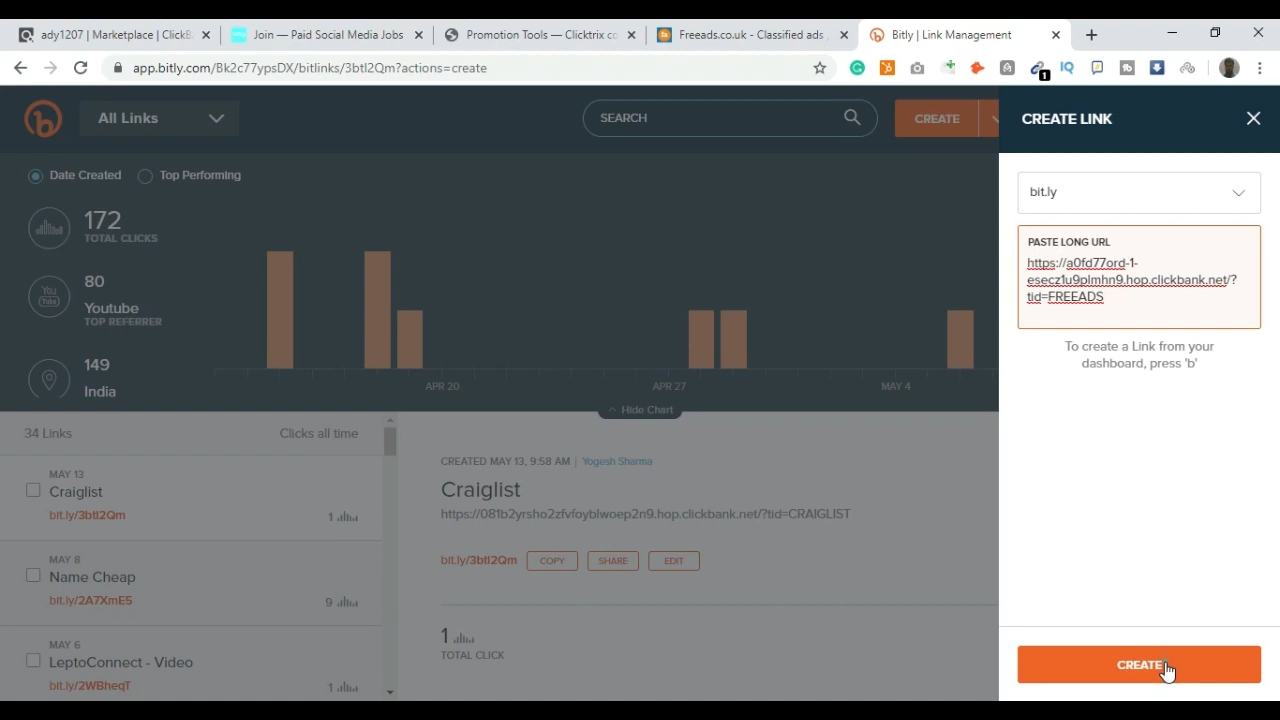 ady1207 | Marketplace | ClickB
Join — Paid Social Media Jobs
Promotion Tools — Clicktrix co
Freeads.co.uk - Classified ads
Bitly | Link Management
app.bitly.com/Bk2c77ypsDX/bitlinks/3btl2Qm?actions=create
1
b
All Links
SEARCH
CREATE
CREATE LINK
Date Created
Top Performing
172
TOTAL CLICKS
You Tube
80
Youtube
TOP REFERRER
149
India
APR 20
APR 27
MAY 4
Hide Chart
bit.ly
PASTE LONG URL
https://a0fd77ord-1-
esecz1u9plmhn9.hop.clickbank.net/?
tid=FREEADS
To create a Link from your
dashboard, press 'b'
34 Links
Clicks all time
MAY 13
Craiglist
bit.ly/3btl2Qm
1
MAY 8
Name Cheap
bit.ly/2A7XmE5
9
MAY 6
LeptoConnect - Video
bit.ly/2WBheqT
1
CREATED MAY 13, 9:58 AM | Yogesh Sharma
Craiglist
https://081b2yrsho2zfvfoyblwoep2n9.hop.clickbank.net/?tid=CRAIGLIST
bit.ly/3btl2Qm
COPY
SHARE
EDIT
1
TOTAL CLICK
CREATE